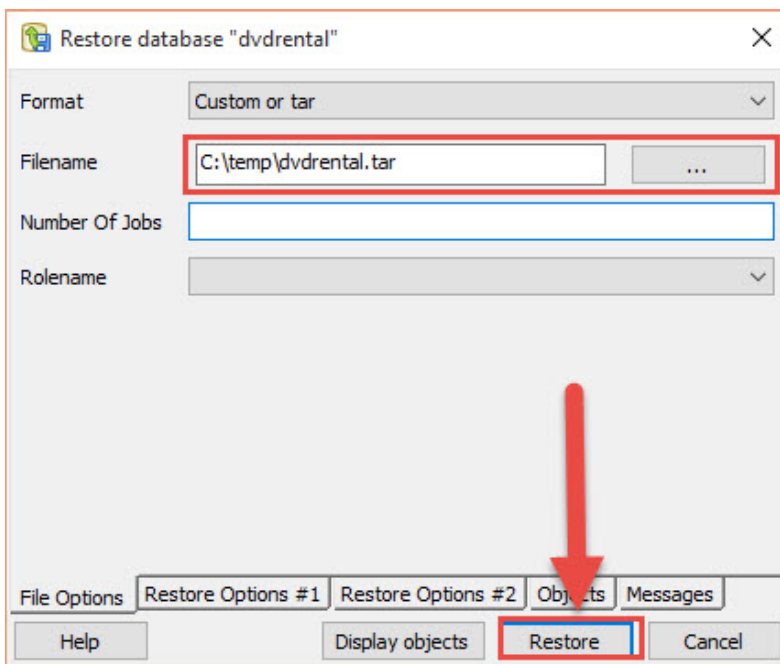 Restore database "dvdrental"
Format Custom or tar
Filename C:\temp\dvdrental.tar ...
Number Of Jobs
Rolename
File Options Restore Options #1 Restore Options #2 Objects Messages
Help Display objects Restore Cancel